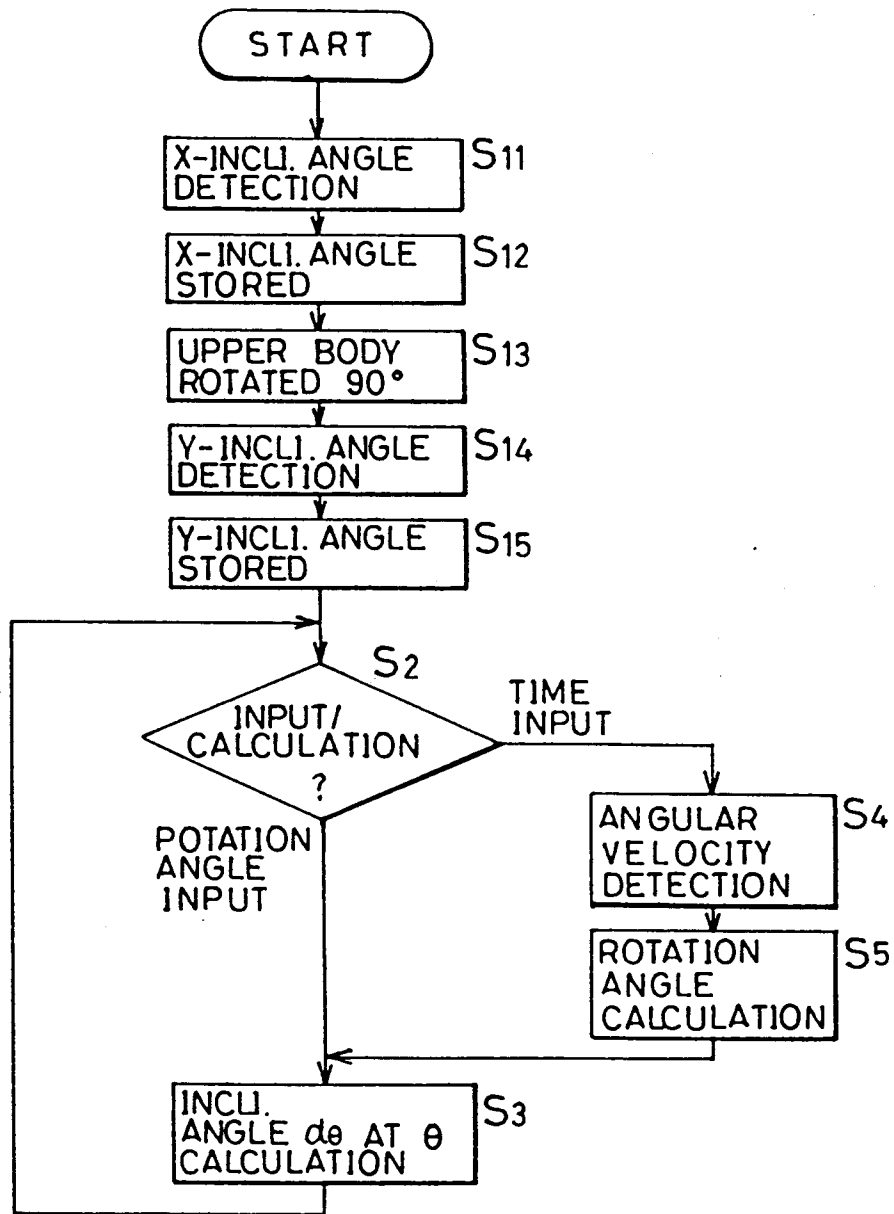 START
X-INCLI. ANGLE
DETECTION
S11
X-INCLI. ANGLE
STORED
S12
UPPER BODY
ROTATED 90°
S13
Y-INCLI. ANGLE
DETECTION
S14
Y-INCLI. ANGLE
STORED
S15
S2
INPUT/
CALCULATION
?
TIME
INPUT
POTATION
ANGLE
INPUT
ANGULAR
VELOCITY
DETECTION
S4
ROTATION
ANGLE
CALCULATION
S5
INCLI.
ANGLE αθ AT θ
CALCULATION
S3